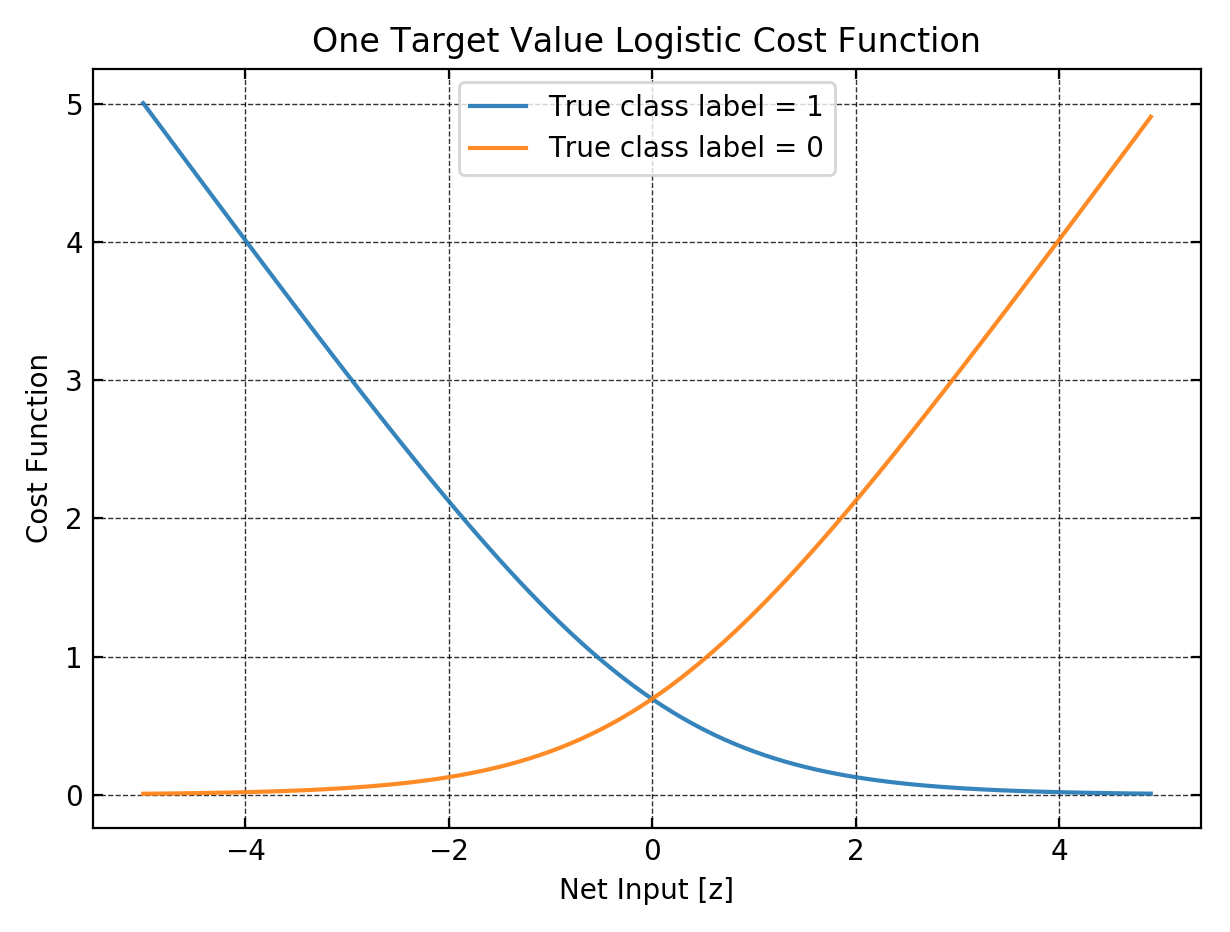 One Target Value Logistic Cost Function
True class label = 1
True class label = 0
Cost Function
5
4
3
2
1
0
−4
−2
0
2
4
Net Input [z]